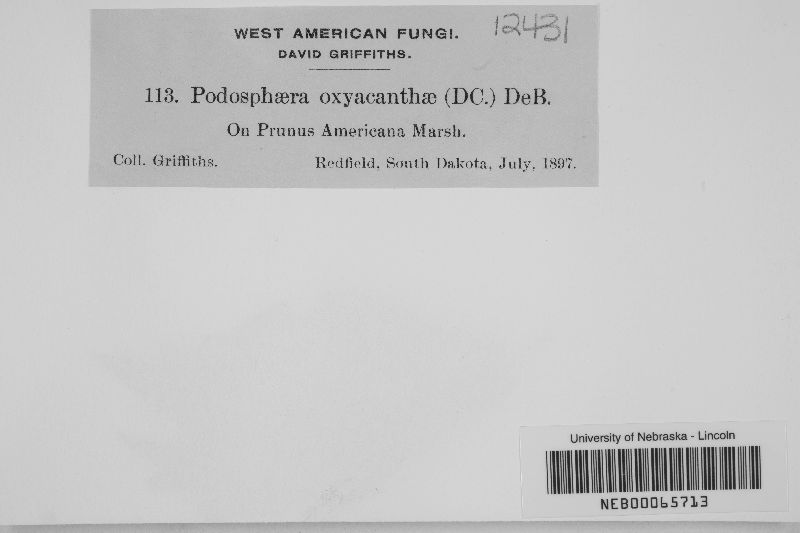 WEST AMERICAN FUNGI.
12431
DAVID GRIFFITHS.
113. Podosphæra oxyacanthæ (DC.) DeB.
On Prunus Americana Marsh.
Coll. Griffiths. Redfield, South Dakota, July, 1897.
University of Nebraska - Lincoln
NEB00065713